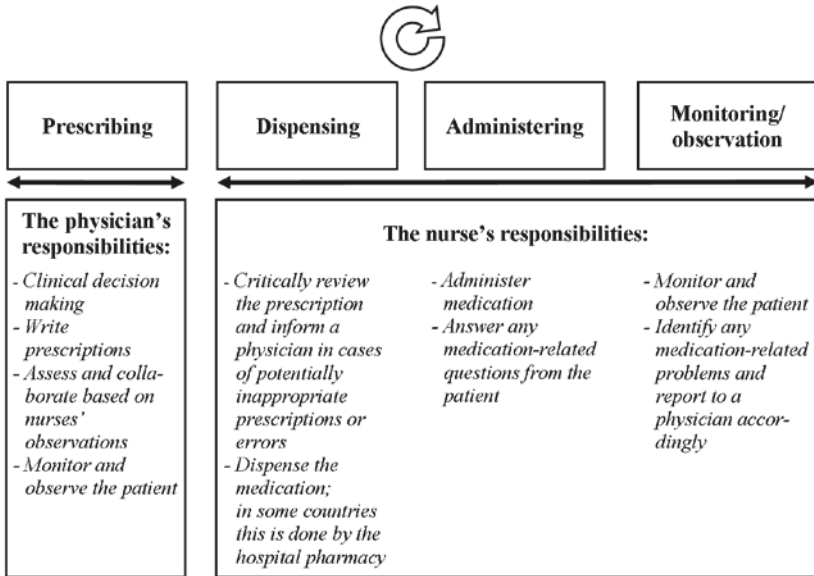 Prescribing
Dispensing
Administering
Monitoring/
observation
The physician's
responsibilities:
- Clinical decision
making
- Write
prescriptions
- Assess and colla-
borate based on
nurses'
observations
- Monitor and
observe the patient
The nurse's responsibilities:
- Critically review
the prescription
and inform a
physician in cases
of potentially
inappropriate
prescriptions or
errors
- Dispense the
medication;
in some countries
this is done by the
hospital pharmacy
- Administer
medication
- Answer any
medication-related
questions from the
patient
- Monitor and
observe the patient
- Identify any
medication-related
problems and
report to a
physician accor-
dingly